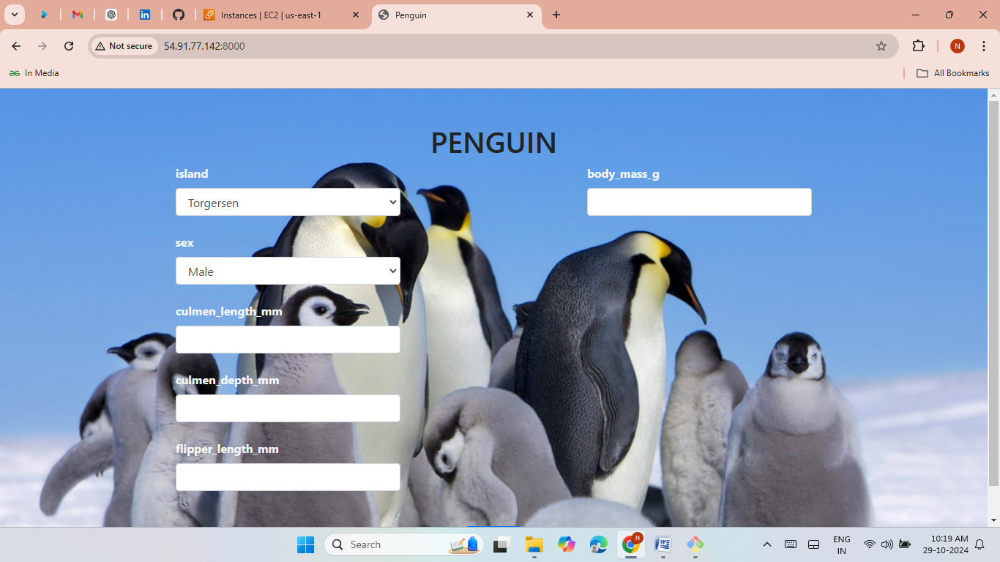 Instances | EC2 | us-east-1
Penguin
Not secure
54.91.77.142:8000
N
In Media
All Bookmarks
PENGUIN
island
body_mass_g
Torgersen
sex
Male
culmen_length_mm
culmen_depth_mm
flipper_length_mm
Search
N
ENG
IN
10:19 AM
29-10-2024